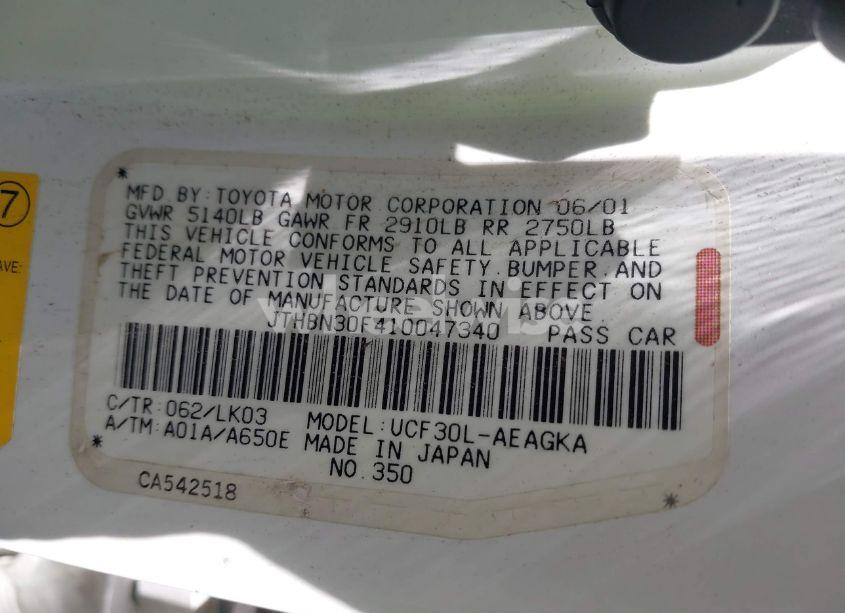 7
AVE:
MFD BY: TOYOTA MOTOR CORPORATION 06/01
GVWR 5140LB GAWR FR 2910LB RR 2750LB
THIS VEHICLE CONFORMS TO ALL APPLICABLE
FEDERAL MOTOR VEHICLE SAFETY.BUMPER.AND
THEFT PREVENTION STANDARDS IN EFFECT ON
THE DATE OF MANUFACTURE SHOWN ABOVE.
JTHBN30F410047340 PASS CAR
C/TR:062/LK03 MODEL:UCF30L-AEAGKA
A/TM:A01A/A650E MADE IN JAPAN
NO.350
CA542518